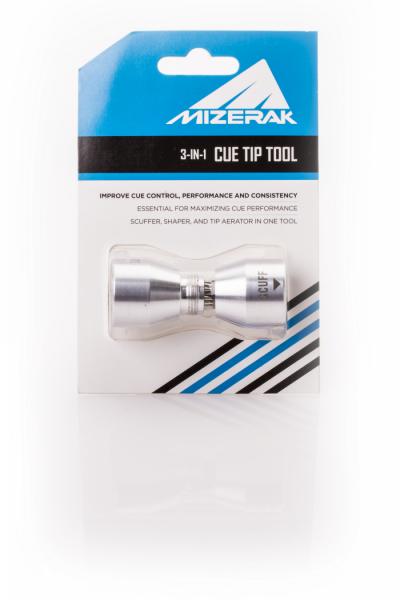 MIZERAK
3-IN-1 CUE TIP TOOL
IMPROVE CUE CONTROL, PERFORMANCE AND CONSISTENCY
ESSENTIAL FOR MAXIMIZING CUE PERFORMANCE
SCUFFER, SHAPER, AND TIP AERATOR IN ONE TOOL
SCUFF